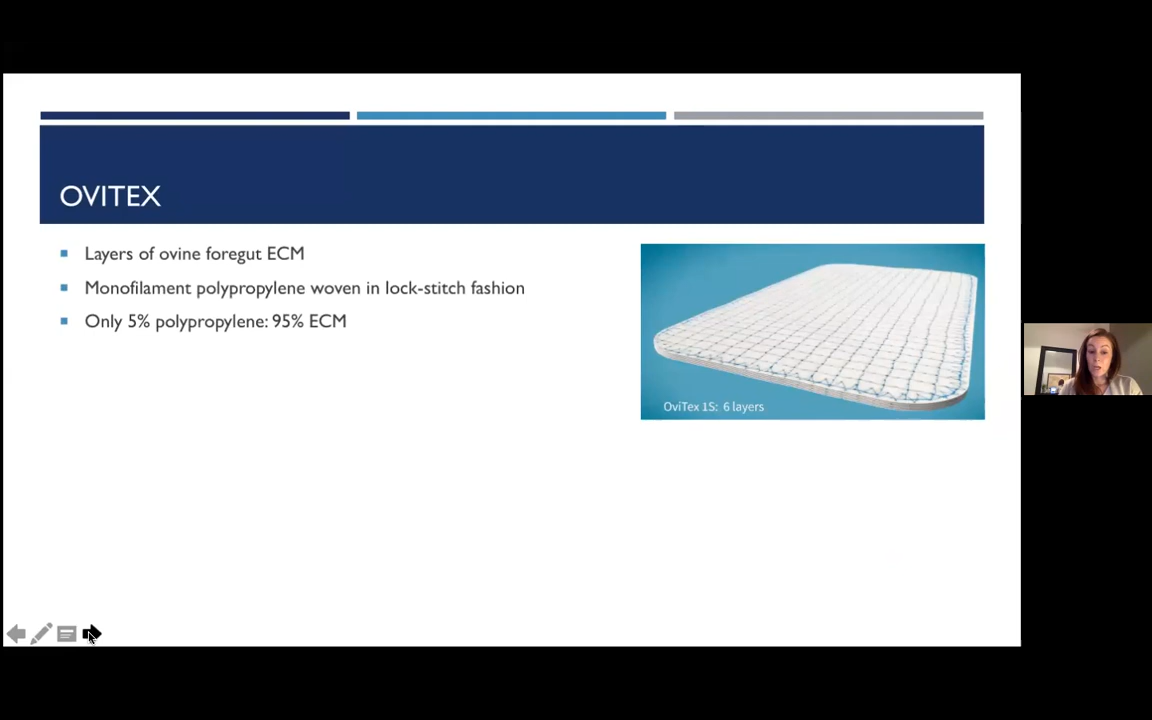 OVITEX
Layers of ovine foregut ECM
Monofilament polypropylene woven in lock-stitch fashion
Only 5% polypropylene: 95% ECM
OviTex 1S: 6 layers